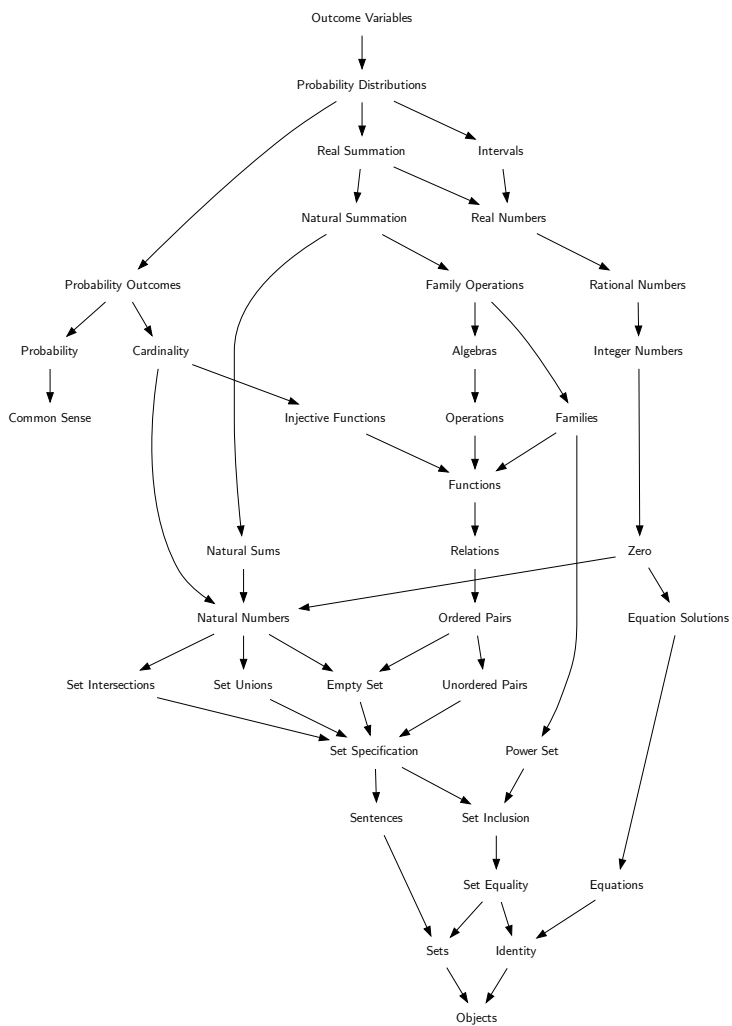 Outcome Variables
Probability Distributions
Real Summation
Intervals
Natural Summation
Real Numbers
Probability Outcomes
Family Operations
Rational Numbers
Probability
Cardinality
Algebras
Integer Numbers
Common Sense
Injective Functions
Operations
Families
Functions
Natural Sums
Relations
Zero
Natural Numbers
Ordered Pairs
Equation Solutions
Set Intersections
Set Unions
Empty Set
Unordered Pairs
Set Specification
Power Set
Sentences
Set Inclusion
Set Equality
Equations
Sets
Identity
Objects